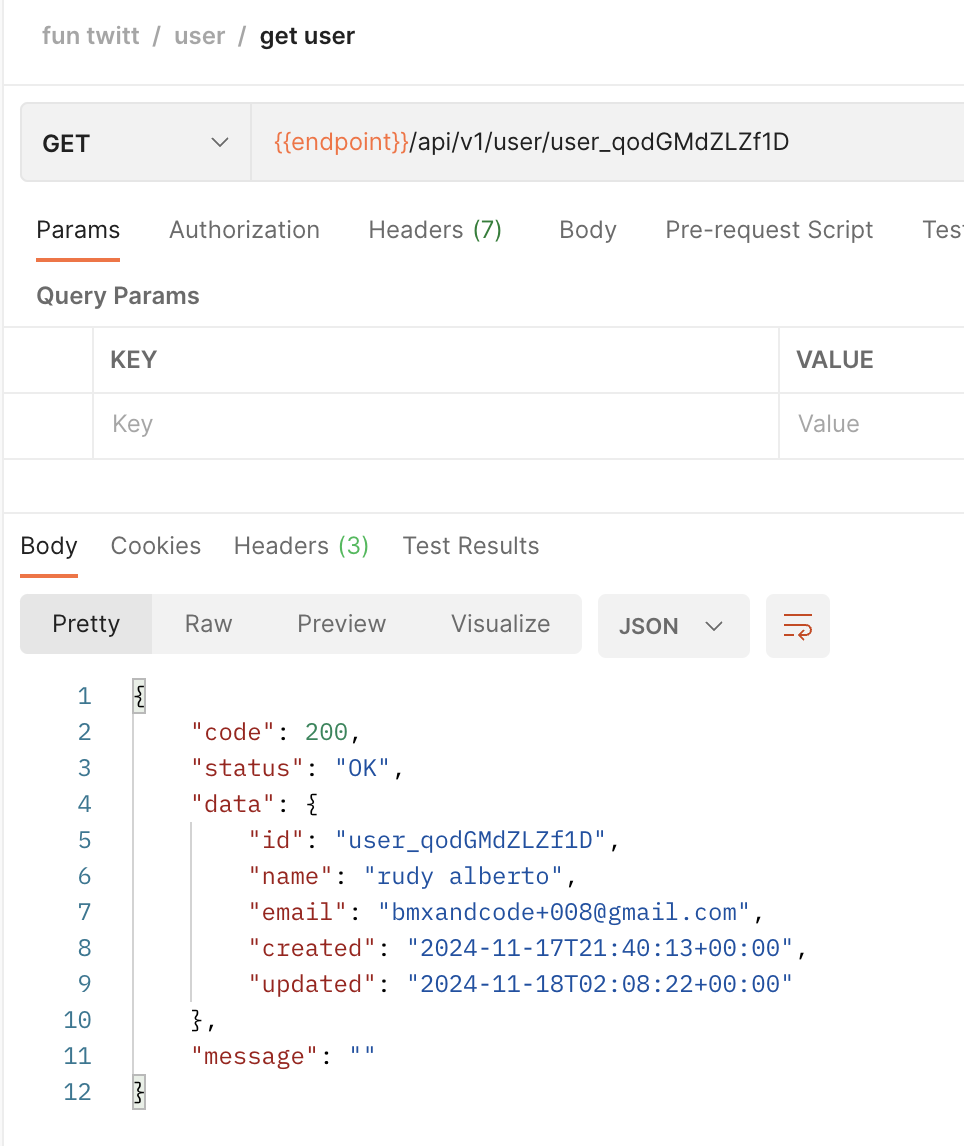 fun twitt / user / get user
GET {{endpoint}}/api/v1/user/user_qodGMdZLZf1D
Params Authorization Headers (7) Body Pre-request Script Test
Query Params
KEY VALUE
Key Value
Body Cookies Headers (3) Test Results
Pretty Raw Preview Visualize JSON
1 {
2 "code": 200,
3 "status": "OK",
4 "data": {
5 "id": "user_qodGMdZLZf1D",
6 "name": "rudy alberto",
7 "email": "bmxandcode+008@gmail.com",
8 "created": "2024-11-17T21:40:13+00:00",
9 "updated": "2024-11-18T02:08:22+00:00"
10 },
11 "message": ""
12 }